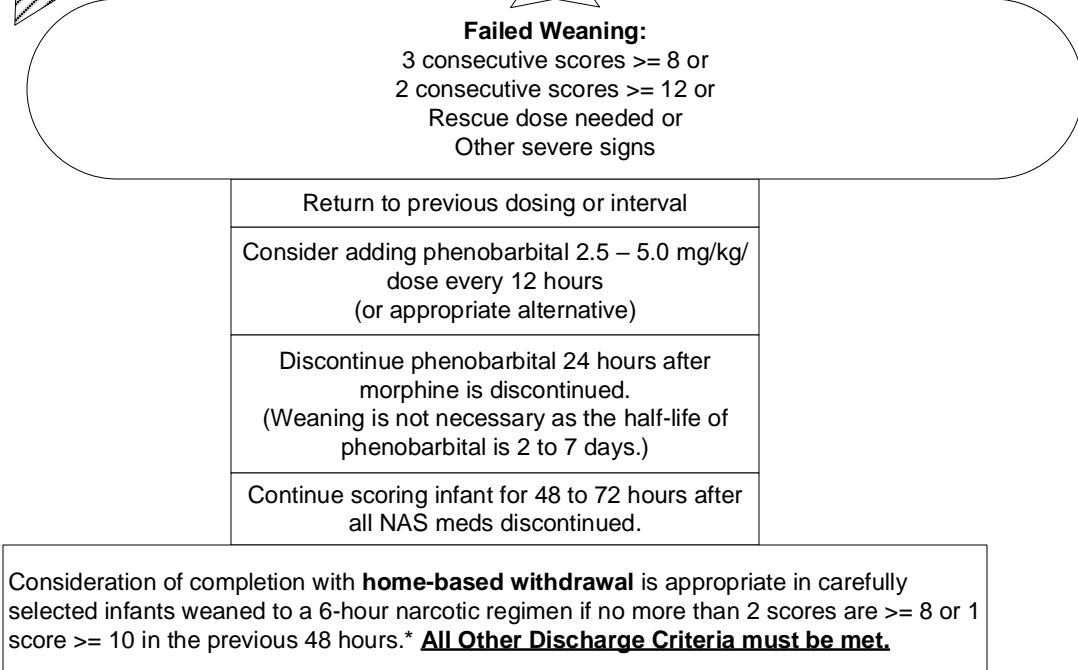 Failed Weaning:
3 consecutive scores >= 8 or
2 consecutive scores >= 12 or
Rescue dose needed or
Other severe signs
Return to previous dosing or interval
Consider adding phenobarbital 2.5 – 5.0 mg/kg/
dose every 12 hours
(or appropriate alternative)
Discontinue phenobarbital 24 hours after
morphine is discontinued.
(Weaning is not necessary as the half-life of
phenobarbital is 2 to 7 days.)
Continue scoring infant for 48 to 72 hours after
all NAS meds discontinued.
Consideration of completion with home-based withdrawal is appropriate in carefully
selected infants weaned to a 6-hour narcotic regimen if no more than 2 scores are >= 8 or 1
score >= 10 in the previous 48 hours.* All Other Discharge Criteria must be met.